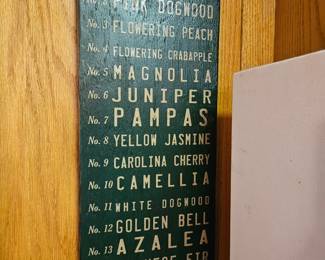 PINK DOGWOOD
No. 3 FLOWERING PEACH
No. 4 FLOWERING CRABAPPLE
No. 5 MAGNOLIA
No. 6 JUNIPER
No. 7 PAMPAS
No. 8 YELLOW JASMINE
No. 9 CAROLINA CHERRY
No. 10 CAMELLIA
No. 11 WHITE DOGWOOD
No. 12 GOLDEN BELL
No. 13 AZALEA
FIR